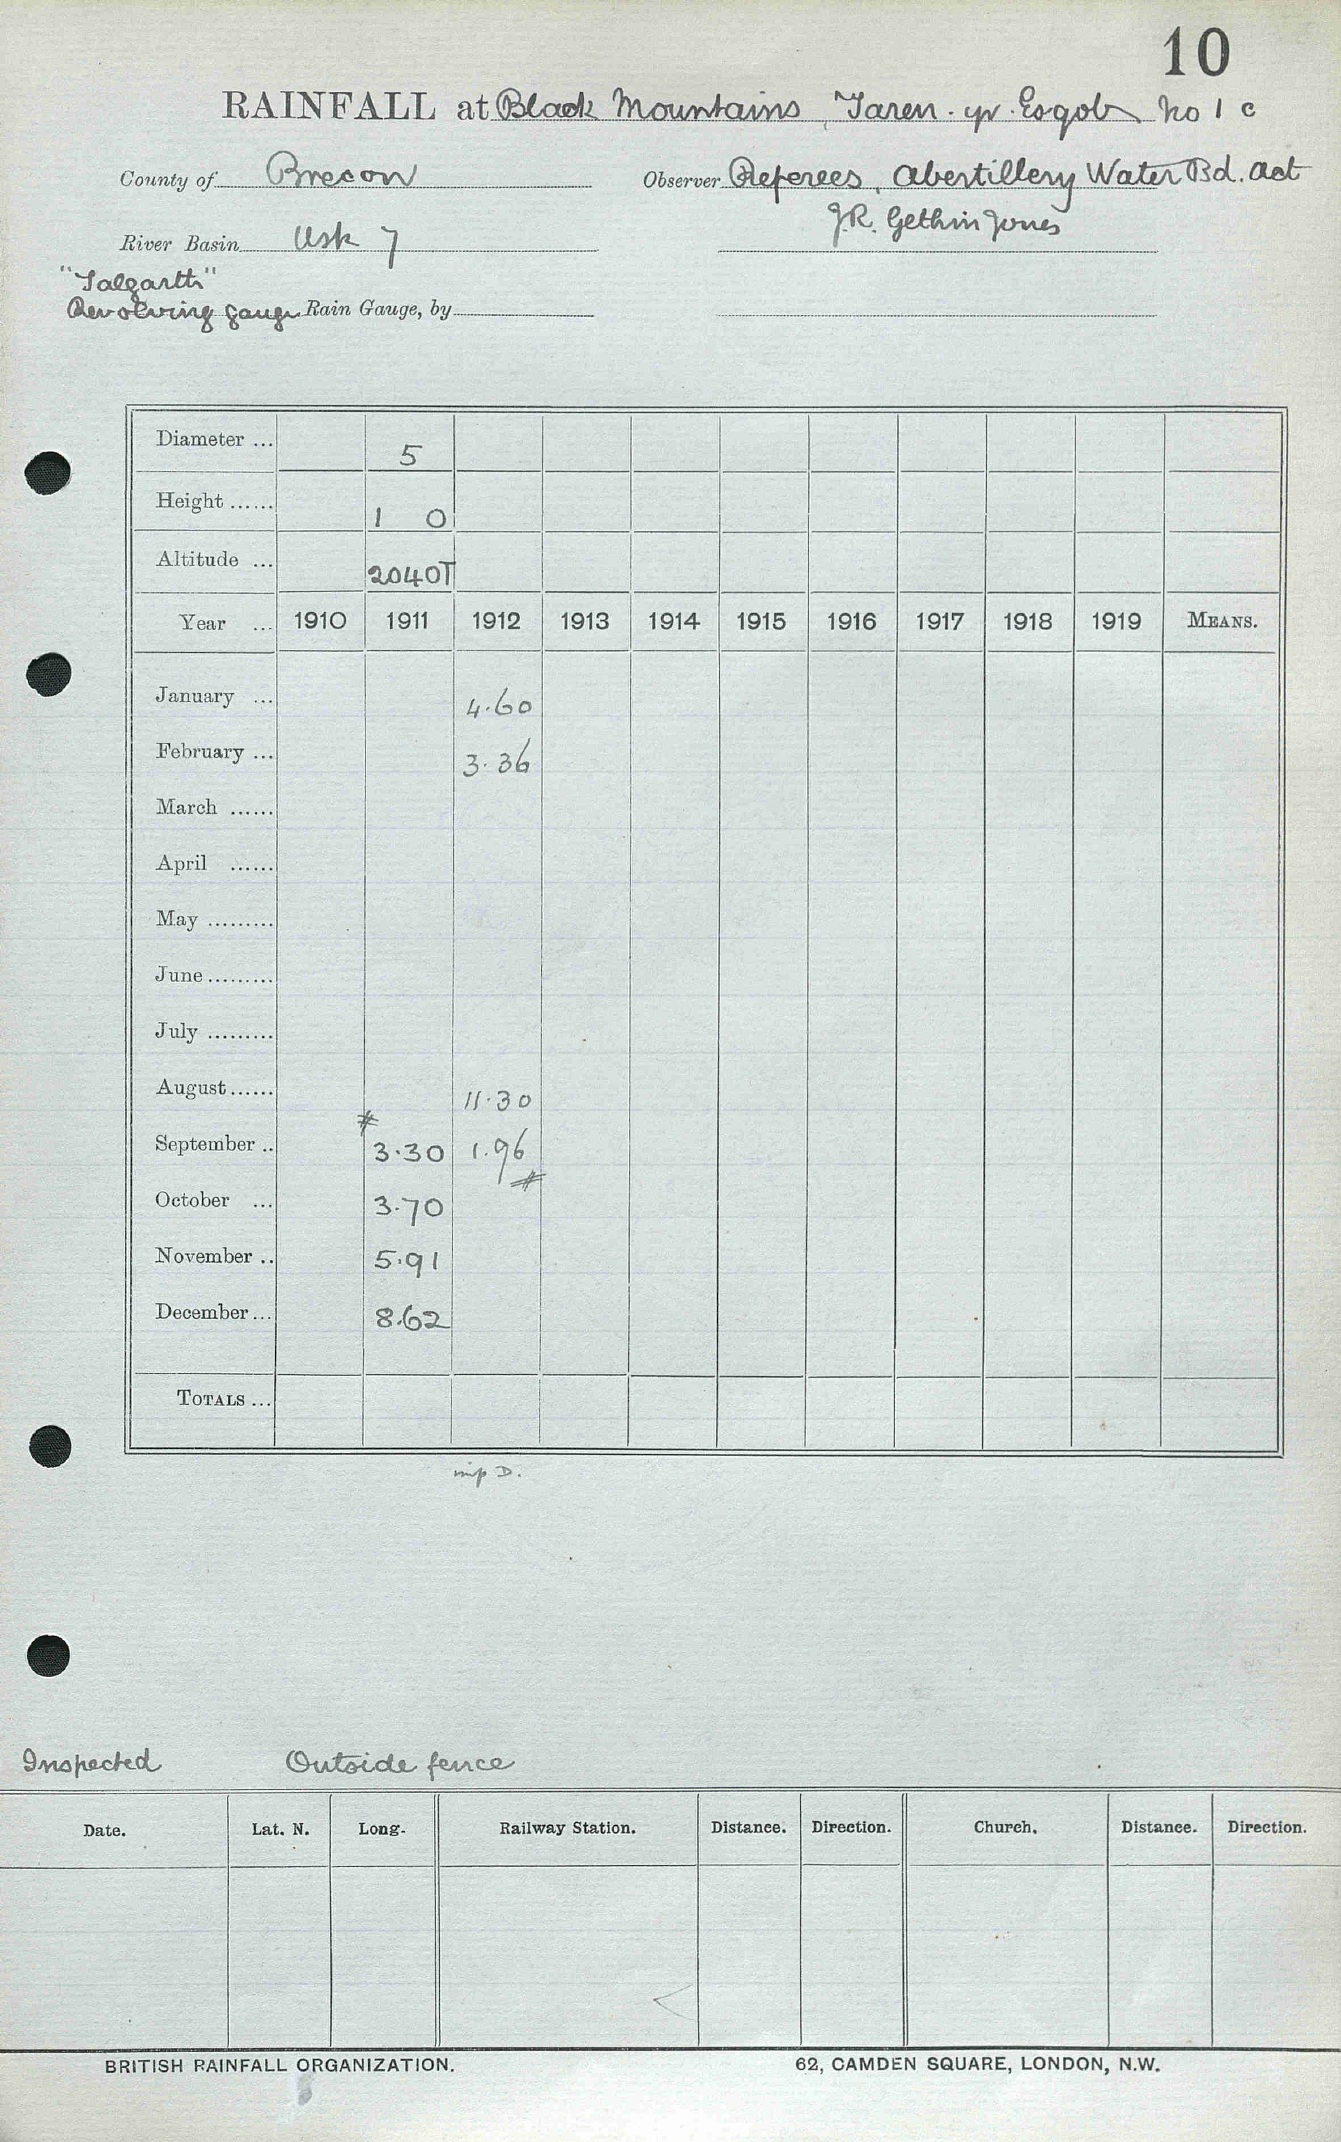 10
RAINFALL at Black Mountains, Taren. yr. Esgob No 1 c
County of Brecon Observer Referees, Abertillery Water Bd. Act
River Basin Usk 7 J.R. Gethin Jones
"Talgarth"
Revolving gauge Rain Gauge, by
Diameter ... 5
Height ...... 1 0
Altitude ... 2040T
Year ... 1910 1911 1912 1913 1914 1915 1916 1917 1918 1919 MEANS.
January ... 4.60
February ... 3.36
March ......
April ......
May .........
June .........
July .........
August ...... 11.30
September .. 3.30 1.96
October ... 3.70
November .. 5.91
December ... 8.62
TOTALS ...
D.
Inspected Outside fence
Date. Lat. N. Long. Railway Station. Distance. Direction. Church. Distance. Direction.
BRITISH RAINFALL ORGANIZATION. 62, CAMDEN SQUARE, LONDON, N.W.